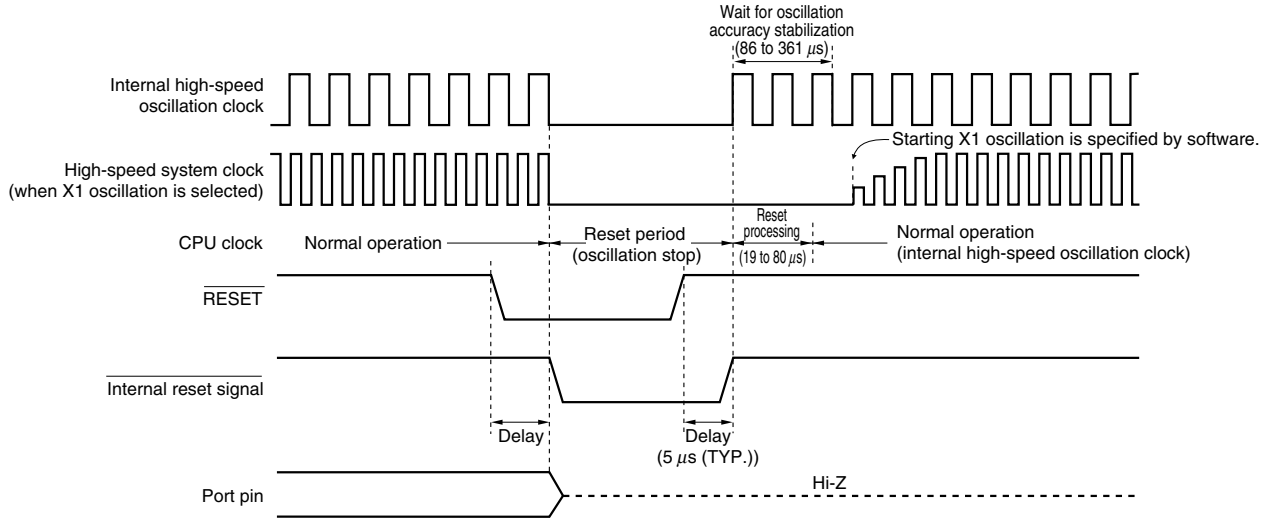 Wait for oscillation
accuracy stabilization
(86 to 361 μs)
Internal high-speed
oscillation clock
Starting X1 oscillation is specified by software.
High-speed system clock
(when X1 oscillation is selected)
CPU clock
Normal operation
Reset period
(oscillation stop)
Reset
processing
(19 to 80 μs)
Normal operation
(internal high-speed oscillation clock)
RESET
Internal reset signal
Delay
Delay
(5 μs (TYP.))
Port pin
Hi-Z